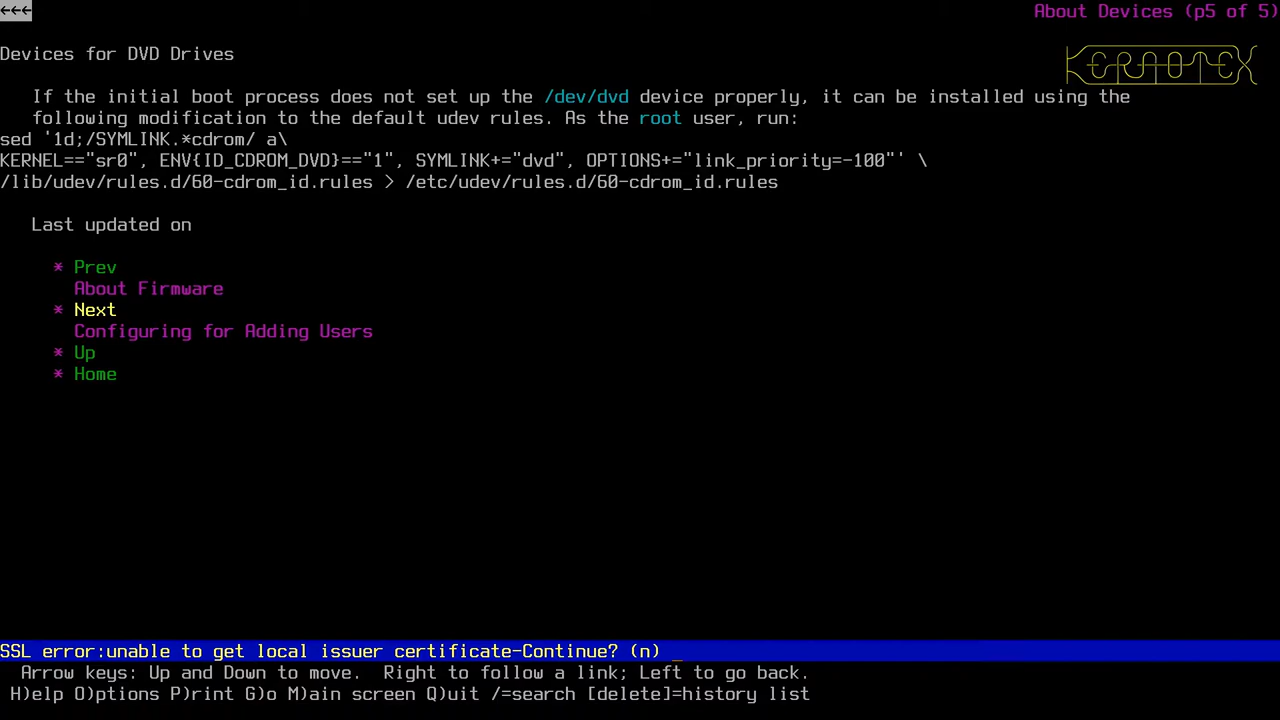 ←←←
About Devices (p5 of 5)
Devices for DVD Drives
KERNOTEX
If the initial boot process does not set up the /dev/dvd device properly, it can be installed using the
following modification to the default udev rules. As the root user, run:
sed '1d;/SYMLINK.*cdrom/ a\
KERNEL=="sr0", ENV{ID_CDROM_DVD}=="1", SYMLINK+="dvd", OPTIONS+="link_priority=-100"' \
/lib/udev/rules.d/60-cdrom_id.rules > /etc/udev/rules.d/60-cdrom_id.rules
Last updated on
* Prev
About Firmware
* Next
Configuring for Adding Users
* Up
* Home
SSL error:unable to get local issuer certificate-Continue? (n) _
Arrow keys: Up and Down to move. Right to follow a link; Left to go back.
H)elp O)ptions P)rint G)o M)ain screen Q)uit /=search [delete]=history list